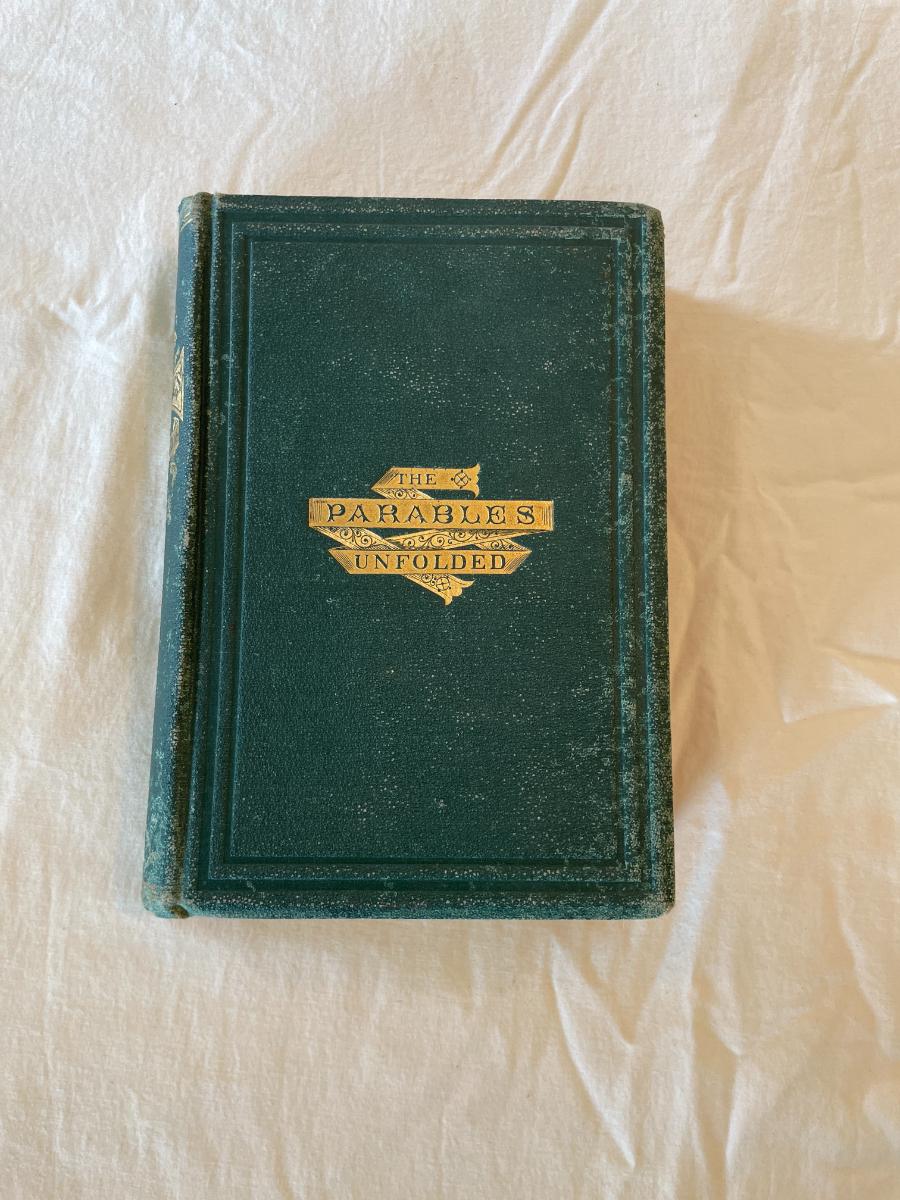 THE
PARABLES
UNFOLDED